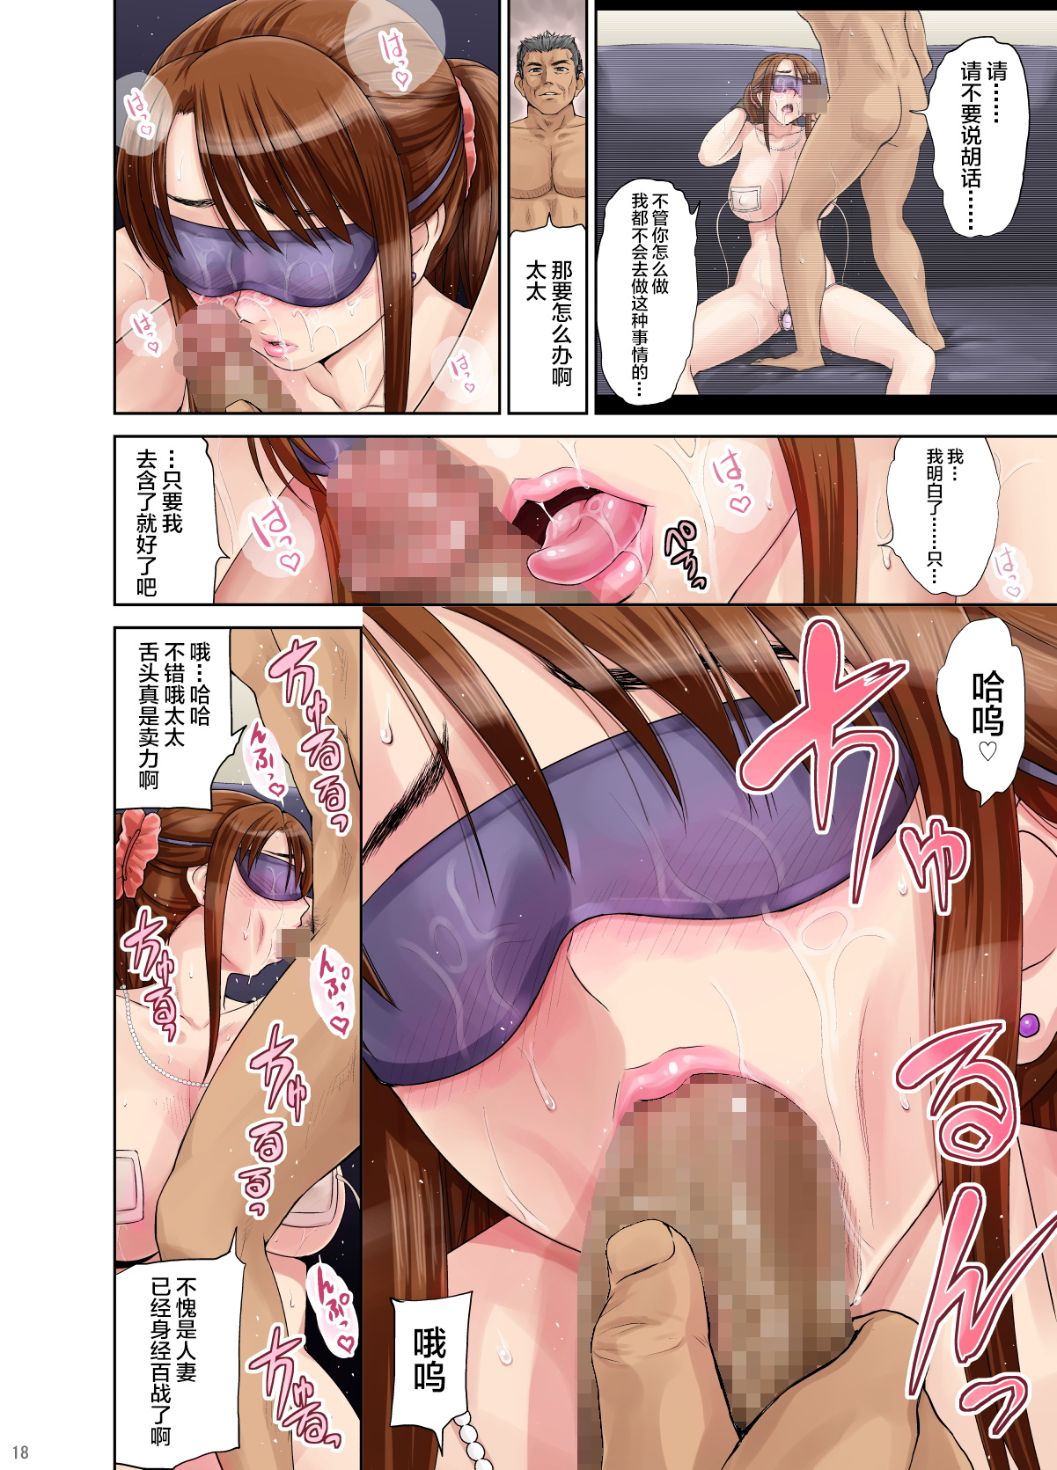 请……
请不要说胡话……
不管你怎么做
我都不会去做这种事情的…
那要怎么办啊
太太
はっ♡
はっ♡
はっ♡
はっ♡
我…
我明白了……只…
はっ♡
はっ♡
はっ♡
ペろっ
…只要我
去含了就好了吧
哈呜♡
ちゅるんっ
哦呜
哦…哈哈
不错哦太太
舌头真是卖力啊
ちゅるるっ
んふっ♡
ちゅるっ
んぷっ♡
ちゅるるっ
んぷっ♡
ちゅるっ
不愧是人妻
已经身经百战了啊
18